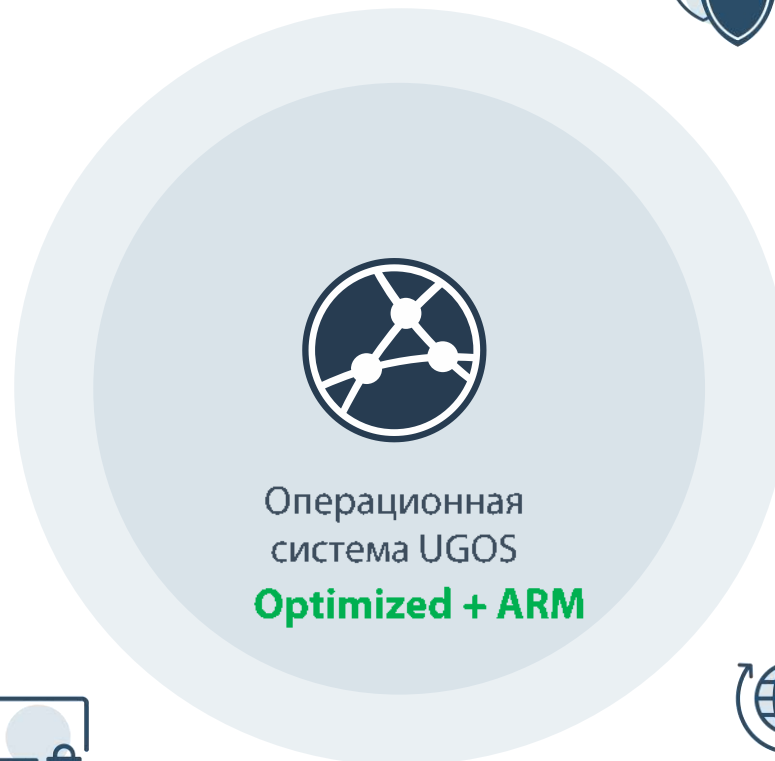 Операционная
система UGOS
Optimized + ARM